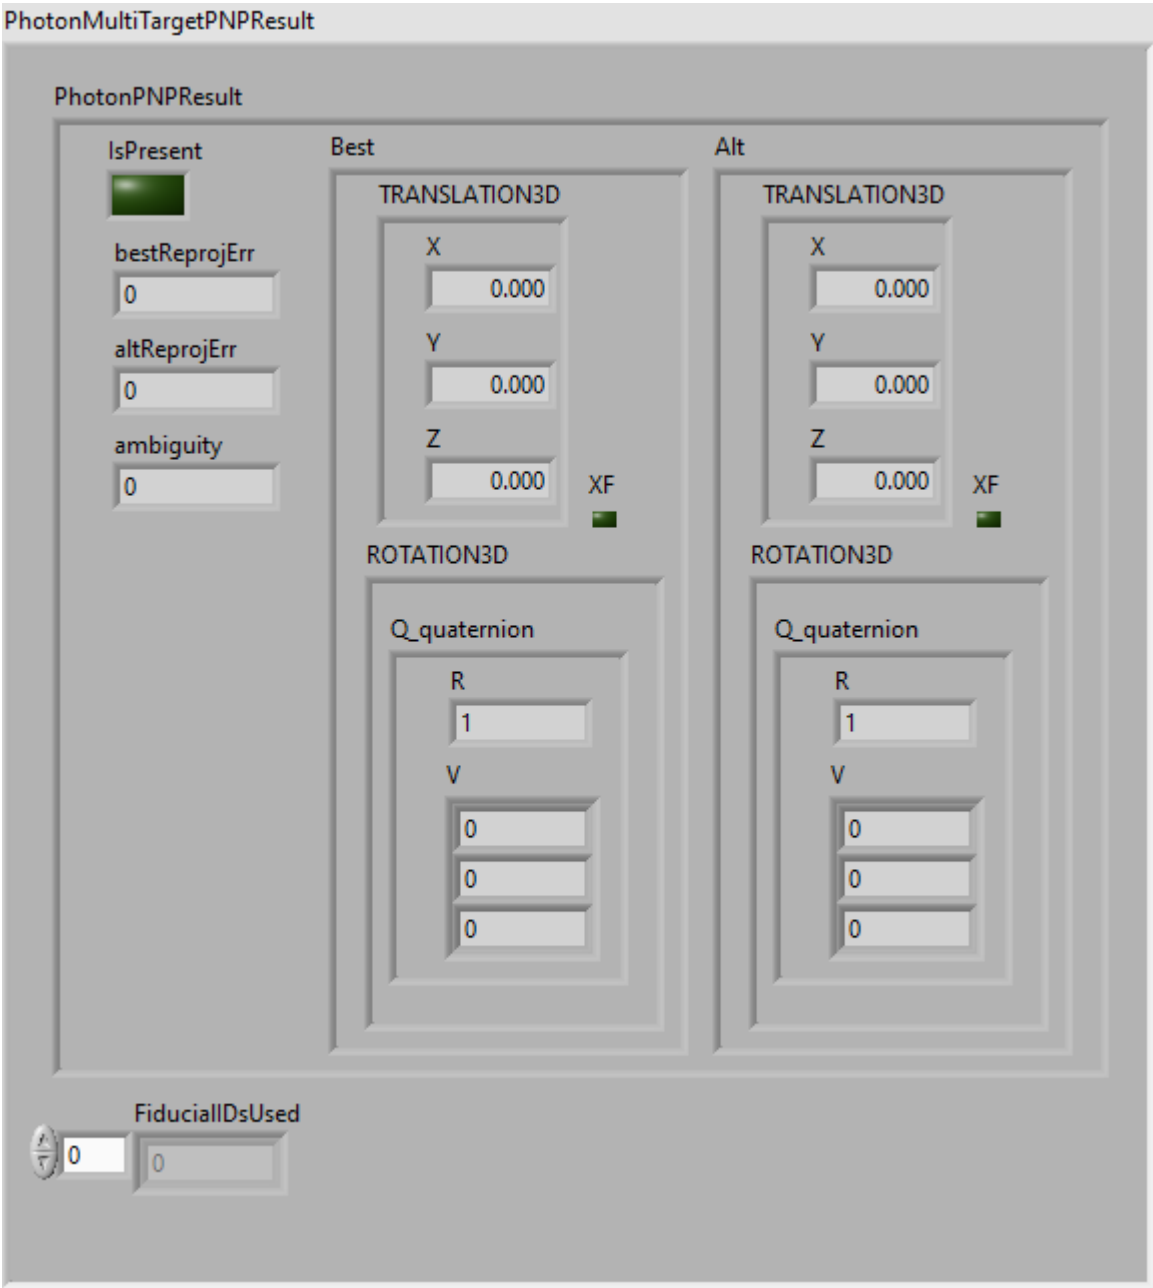 PhotonMultiTargetPNPResult
PhotonPNPResult
IsPresent
bestReprojErr
0
altReprojErr
0
ambiguity
0
Best
TRANSLATION3D
X
0.000
Y
0.000
Z
0.000
XF
ROTATION3D
Q_quaternion
R
1
V
0
0
0
Alt
TRANSLATION3D
X
0.000
Y
0.000
Z
0.000
XF
ROTATION3D
Q_quaternion
R
1
V
0
0
0
FiducialIDsUsed
0
0